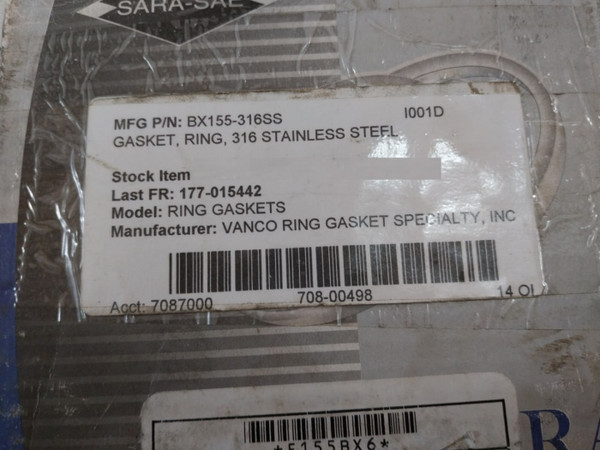 SARA-SAE
MFG P/N: BX155-316SS I001D
GASKET, RING, 316 STAINLESS STEEL
Stock Item
Last FR: 177-015442
Model: RING GASKETS
Manufacturer: VANCO RING GASKET SPECIALTY, INC
Acct: 7087000 708-00498 14
*F155BX6*